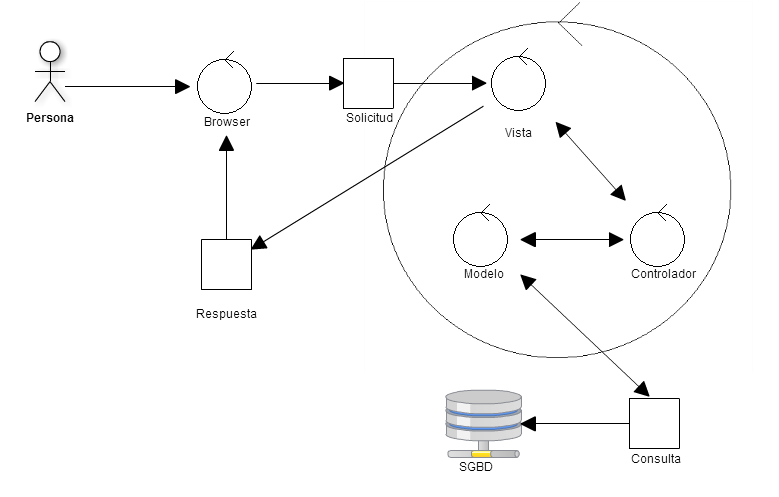 Persona
Browser
Solicitud
Vista
Modelo
Controlador
Respuesta
SGBD
Consulta